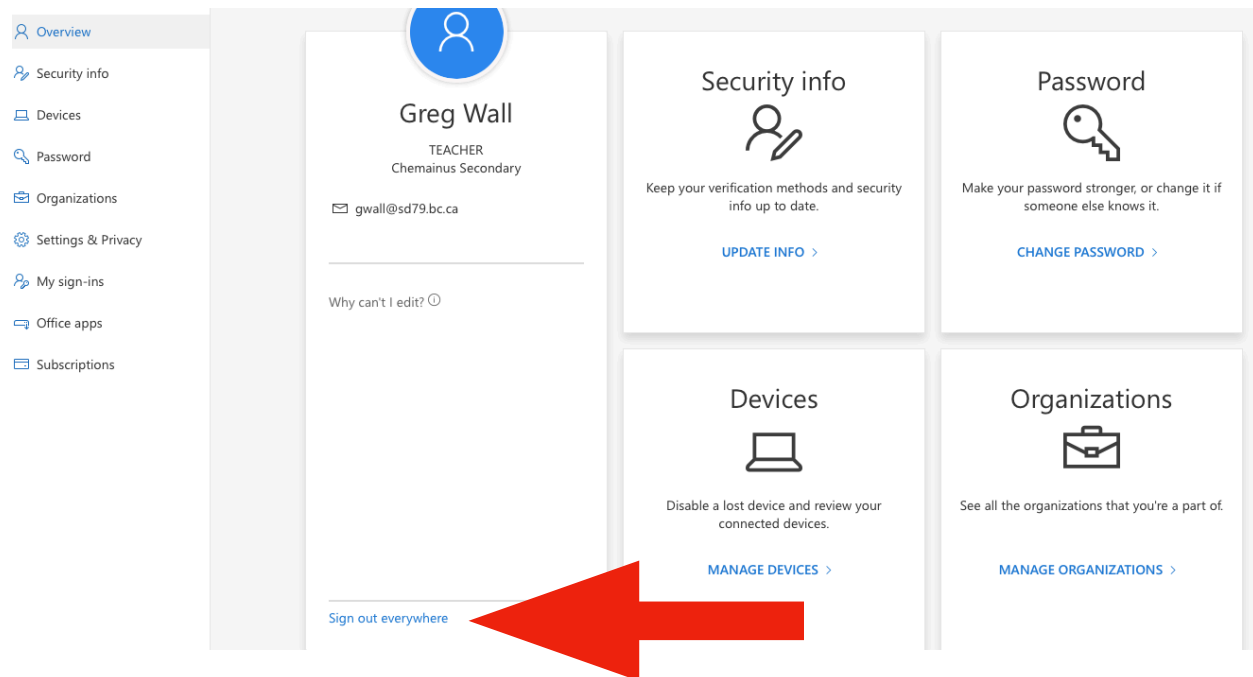 Overview
Security info
Devices
Password
Organizations
Settings & Privacy
My sign-ins
Office apps
Subscriptions
Greg Wall
TEACHER
Chemainus Secondary
gwall@sd79.bc.ca
Why can't I edit?
Sign out everywhere
Security info
Keep your verification methods and security
info up to date.
UPDATE INFO >
Password
Make your password stronger, or change it if
someone else knows it.
CHANGE PASSWORD >
Devices
Disable a lost device and review your
connected devices.
MANAGE DEVICES >
Organizations
See all the organizations that you're a part of.
MANAGE ORGANIZATIONS >